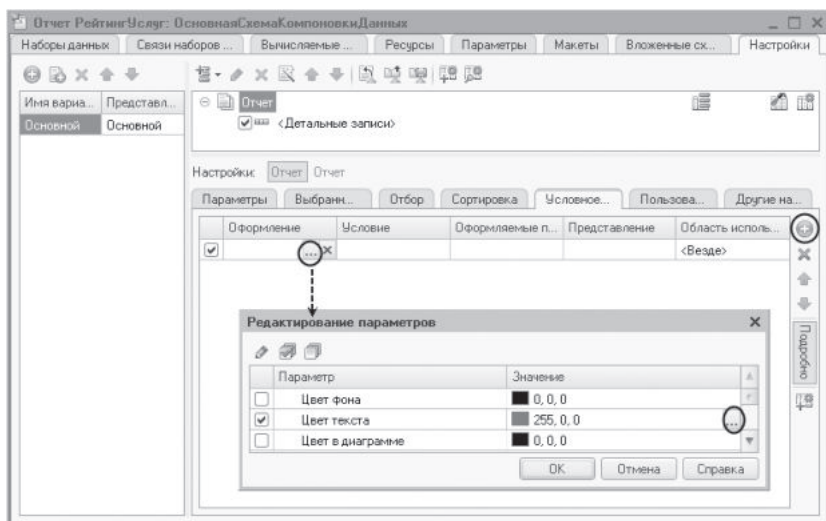 Отчет РейтингУслуг: ОсновнаяСхемаКомпоновкиДанных
Наборы данных Связи наборов ... Вычисляемые ... Ресурсы Параметры Макеты Вложенные сх... Настройки
Имя вариа... Представл...
Основной Основной
Отчет
<Детальные записи>
Настройки: Отчет Отчет
Параметры Выбранн... Отбор Сортировка Условное... Пользова... Другие на...
Оформление Условие Оформляемые п... Представление Область исполь...
... <Везде>
Подробно
Редактирование параметров
Параметр Значение
Цвет фона 0, 0, 0
Цвет текста 255, 0, 0 ...
Цвет в диаграмме 0, 0, 0
OK Отмена Справка